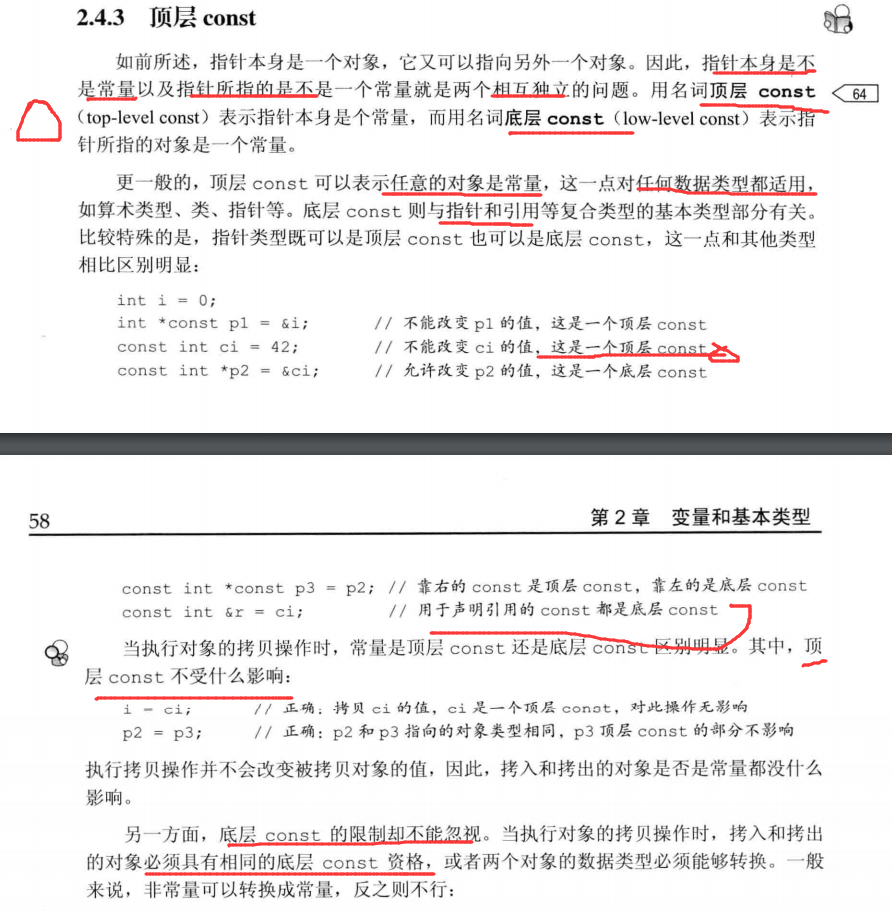 2.4.3 顶层 const
如前所述，指针本身是一个对象，它又可以指向另外一个对象。因此，指针本身是不
是常量以及指针所指的是不是一个常量就是两个相互独立的问题。用名词顶层 const
64
（top-level const）表示指针本身是个常量，而用名词底层 const（low-level const）表示指
针所指的对象是一个常量。
更一般的，顶层 const 可以表示任意的对象是常量，这一点对任何数据类型都适用，
如算术类型、类、指针等。底层 const 则与指针和引用等复合类型的基本类型部分有关。
比较特殊的是，指针类型既可以是顶层 const 也可以是底层 const，这一点和其他类型
相比区别明显：
int i = 0;
int *const p1 = &i; // 不能改变 p1 的值，这是一个顶层 const
const int ci = 42; // 不能改变 ci 的值，这是一个顶层 const
const int *p2 = &ci; // 允许改变 p2 的值，这是一个底层 const
58 第 2 章 变量和基本类型
const int *const p3 = p2; // 靠右的 const 是顶层 const，靠左的是底层 const
const int &r = ci; // 用于声明引用的 const 都是底层 const
当执行对象的拷贝操作时，常量是顶层 const 还是底层 const 区别明显。其中，顶
层 const 不受什么影响：
i = ci; // 正确：拷贝 ci 的值，ci 是一个顶层 const，对此操作无影响
p2 = p3; // 正确：p2 和 p3 指向的对象类型相同，p3 顶层 const 的部分不影响
执行拷贝操作并不会改变被拷贝对象的值，因此，拷入和拷出的对象是否是常量都没什么
影响。
另一方面，底层 const 的限制却不能忽视。当执行对象的拷贝操作时，拷入和拷出
的对象必须具有相同的底层 const 资格，或者两个对象的数据类型必须能够转换。一般
来说，非常量可以转换成常量，反之则不行：